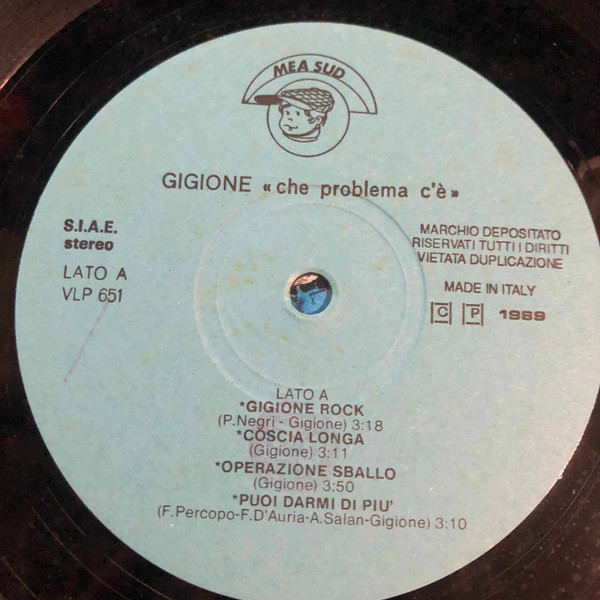 MEA SUD
GIGIONE «che problema c'è»
S.I.A.E.
stereo
LATO A
VLP 651
MARCHIO DEPOSITATO
RISERVATI TUTTI I DIRITTI
VIETATA DUPLICAZIONE
MADE IN ITALY
C P 1989
LATO A
*GIGIONE ROCK
(P.Negri - Gigione) 3:18
*COSCIA LONGA
(Gigione) 3:11
*OPERAZIONE SBALLO
(Gigione) 3:50
*PUOI DARMI DI PIU'
(F.Percopo-F.D'Auria-A.Salan-Gigione) 3:10